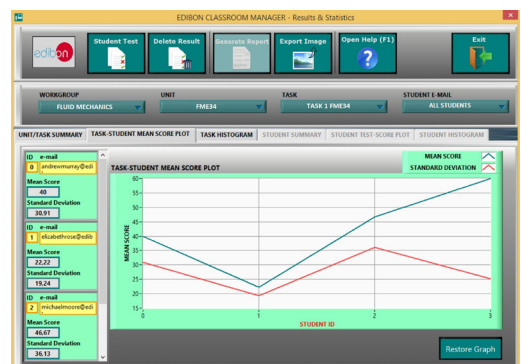 EDIBON CLASSROOM MANAGER - Results & Statistics
edibon
Student Test
Delete Result
Generate Report
Export Image
Open Help (F1)
Exit
WORKGROUP
UNIT
TASK
STUDENT E-MAIL
FLUID MECHANICS
FME34
TASK 1 FME34
ALL STUDENTS
UNIT/TASK SUMMARY
TASK-STUDENT MEAN SCORE PLOT
TASK HISTOGRAM
STUDENT SUMMARY
STUDENT TEST-SCORE PLOT
STUDENT HISTOGRAM
ID e-mail
0 andrewmurray@edi
Mean Score
40
Standard Deviation
30,91
ID e-mail
1 elizabethrose@edib
Mean Score
22,22
Standard Deviation
19,24
ID e-mail
2 michaelmoore@edi
Mean Score
46,67
Standard Deviation
36,13
TASK-STUDENT MEAN SCORE PLOT
MEAN SCORE
STANDARD DEVIATION
MEAN SCORE
60
55
50
45
40
35
30
25
20
15
0
1
2
3
STUDENT ID
Restore Graph